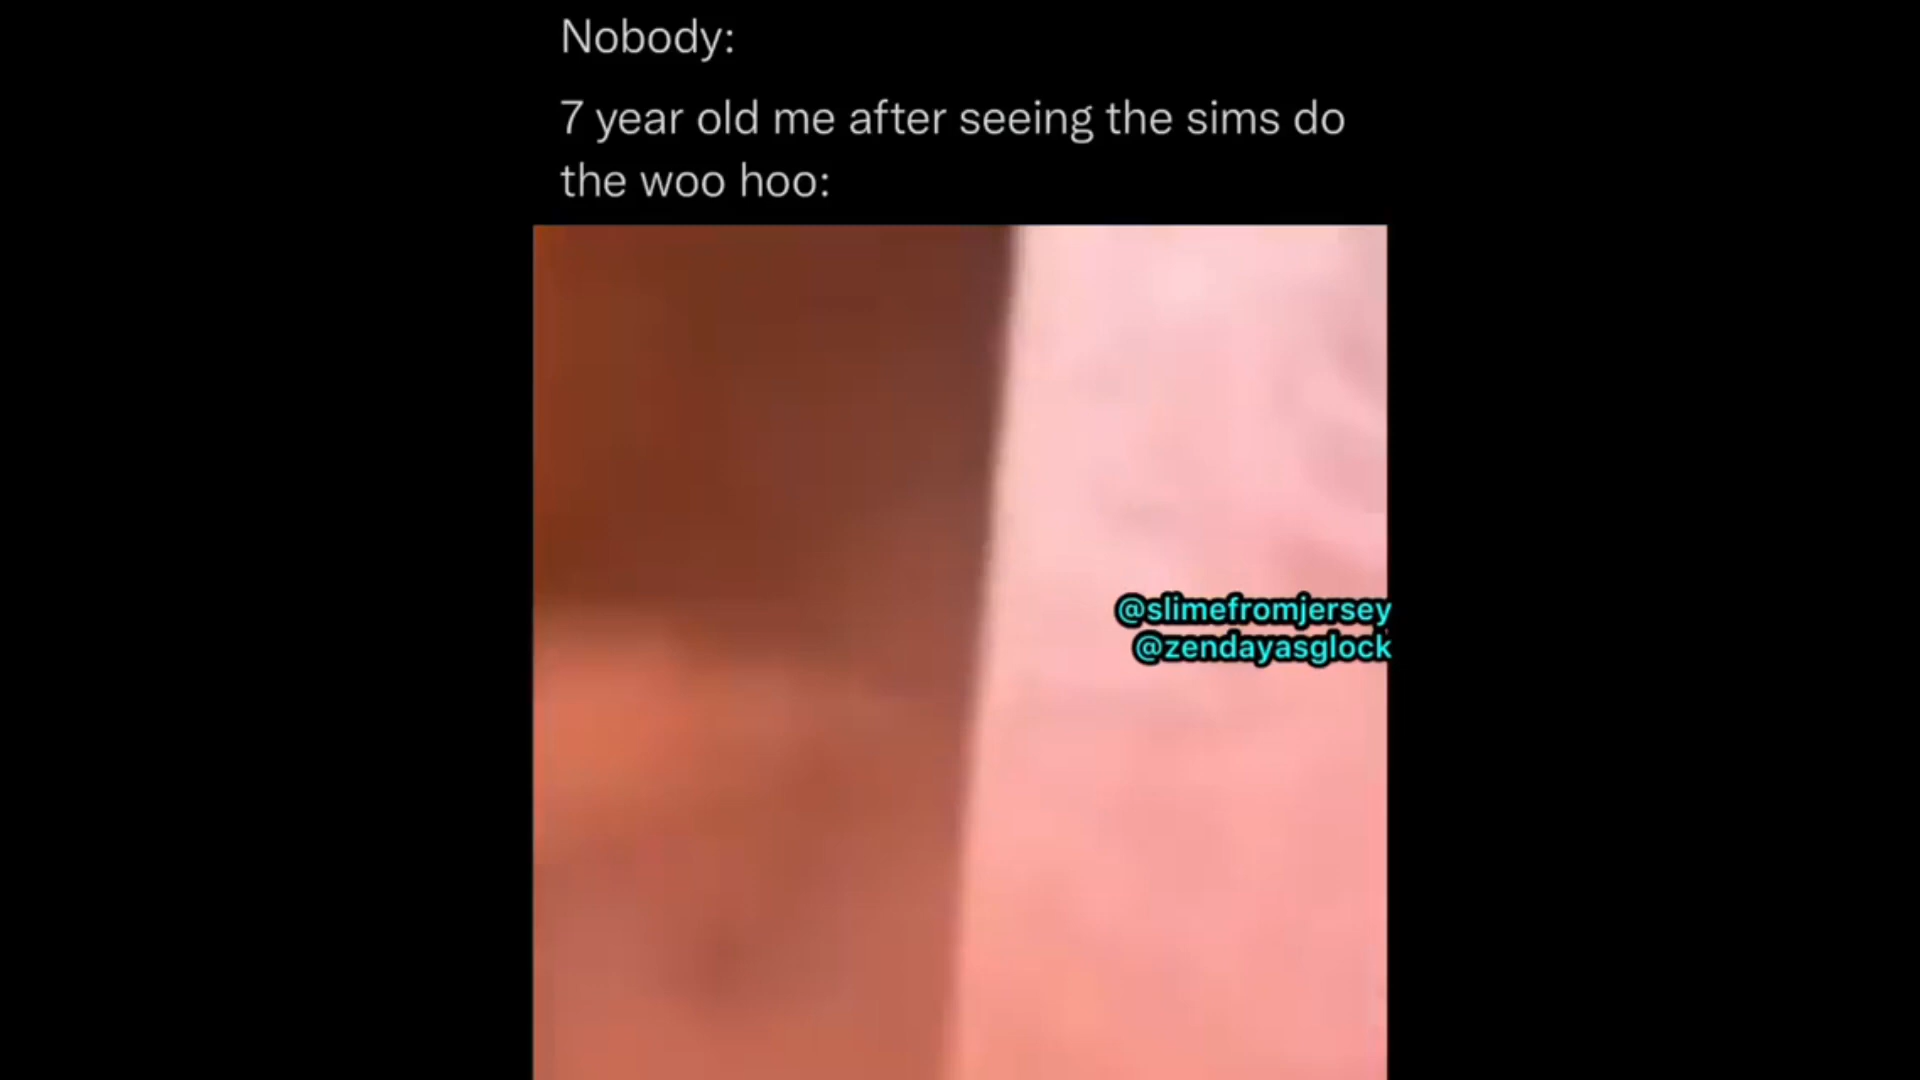 Nobody:
7 year old me after seeing the sims do
the woo hoo:
@slimefromjersey
@zendayasglock